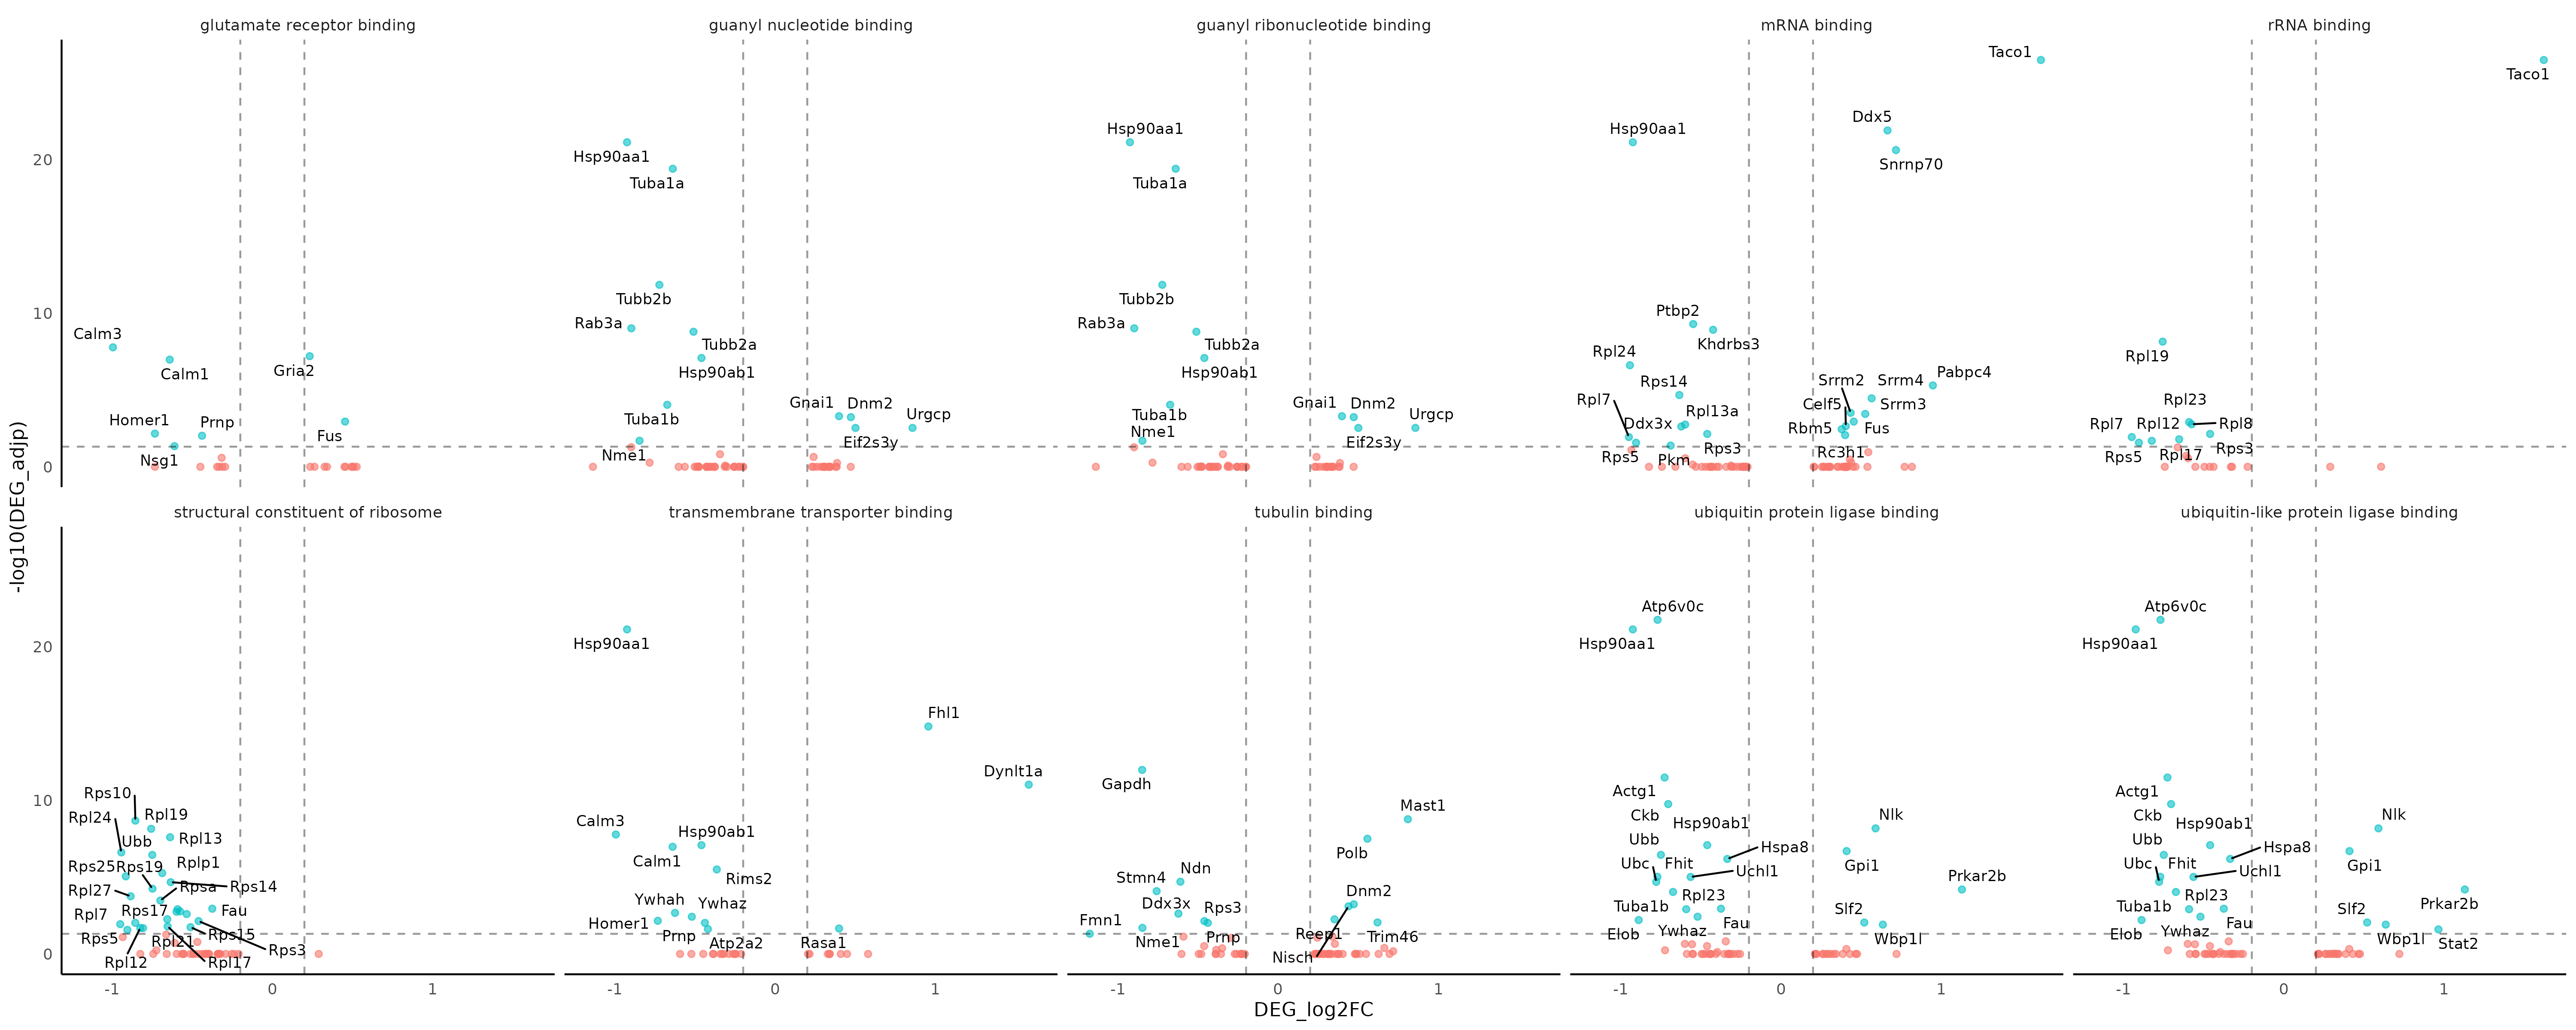 glutamate receptor binding
guanyl nucleotide binding
guanyl ribonucleotide binding
mRNA binding
rRNA binding
-log10(DEG_adjp)
20
10
0
Calm3
Calm1
Gria2
Homer1
Prnp
Fus
Nsg1
Hsp90aa1
Tuba1a
Tubb2b
Rab3a
Tubb2a
Hsp90ab1
Tuba1b
Gnai1
Dnm2
Urgcp
Eif2s3y
Nme1
Hsp90aa1
Tuba1a
Tubb2b
Rab3a
Tubb2a
Hsp90ab1
Tuba1b
Nme1
Gnai1
Dnm2
Urgcp
Eif2s3y
Taco1
Ddx5
Hsp90aa1
Snrnp70
Ptbp2
Khdrbs3
Rpl24
Rps14
Srrm2
Srrm4
Pabpc4
Rpl7
Celf5
Srrm3
Ddx3x
Rpl13a
Rbm5
Fus
Rps5
Pkm
Rps3
Rc3h1
Taco1
Rpl19
Rpl23
Rpl7
Rpl12
Rpl8
Rps5
Rpl17
Rps3
structural constituent of ribosome
transmembrane transporter binding
tubulin binding
ubiquitin protein ligase binding
ubiquitin-like protein ligase binding
20
10
0
Rps10
Rpl24
Rpl19
Ubb
Rpl13
Rps25
Rps19
Rplp1
Rpl27
Rpsa
Rps14
Rpl7
Rps17
Fau
Rps5
Rpl21
Rps15
Rps3
Rpl12
Rpl17
Hsp90aa1
Fhl1
Dynlt1a
Calm3
Hsp90ab1
Calm1
Rims2
Ywhah
Ywhaz
Homer1
Prnp
Atp2a2
Rasa1
Gapdh
Mast1
Polb
Ndn
Stmn4
Dnm2
Ddx3x
Rps3
Fmn1
Nme1
Prnp
Reep1
Trim46
Nisch
Atp6v0c
Hsp90aa1
Actg1
Ckb
Hsp90ab1
Nlk
Ubb
Hspa8
Ubc
Fhit
Uchl1
Gpi1
Prkar2b
Tuba1b
Rpl23
Slf2
Elob
Ywhaz
Fau
Wbp1l
Atp6v0c
Hsp90aa1
Actg1
Ckb
Hsp90ab1
Nlk
Ubb
Hspa8
Ubc
Fhit
Uchl1
Gpi1
Prkar2b
Tuba1b
Rpl23
Slf2
Elob
Ywhaz
Fau
Wbp1l
Stat2
-1 0 1
-1 0 1
-1 0 1
-1 0 1
-1 0 1
DEG_log2FC